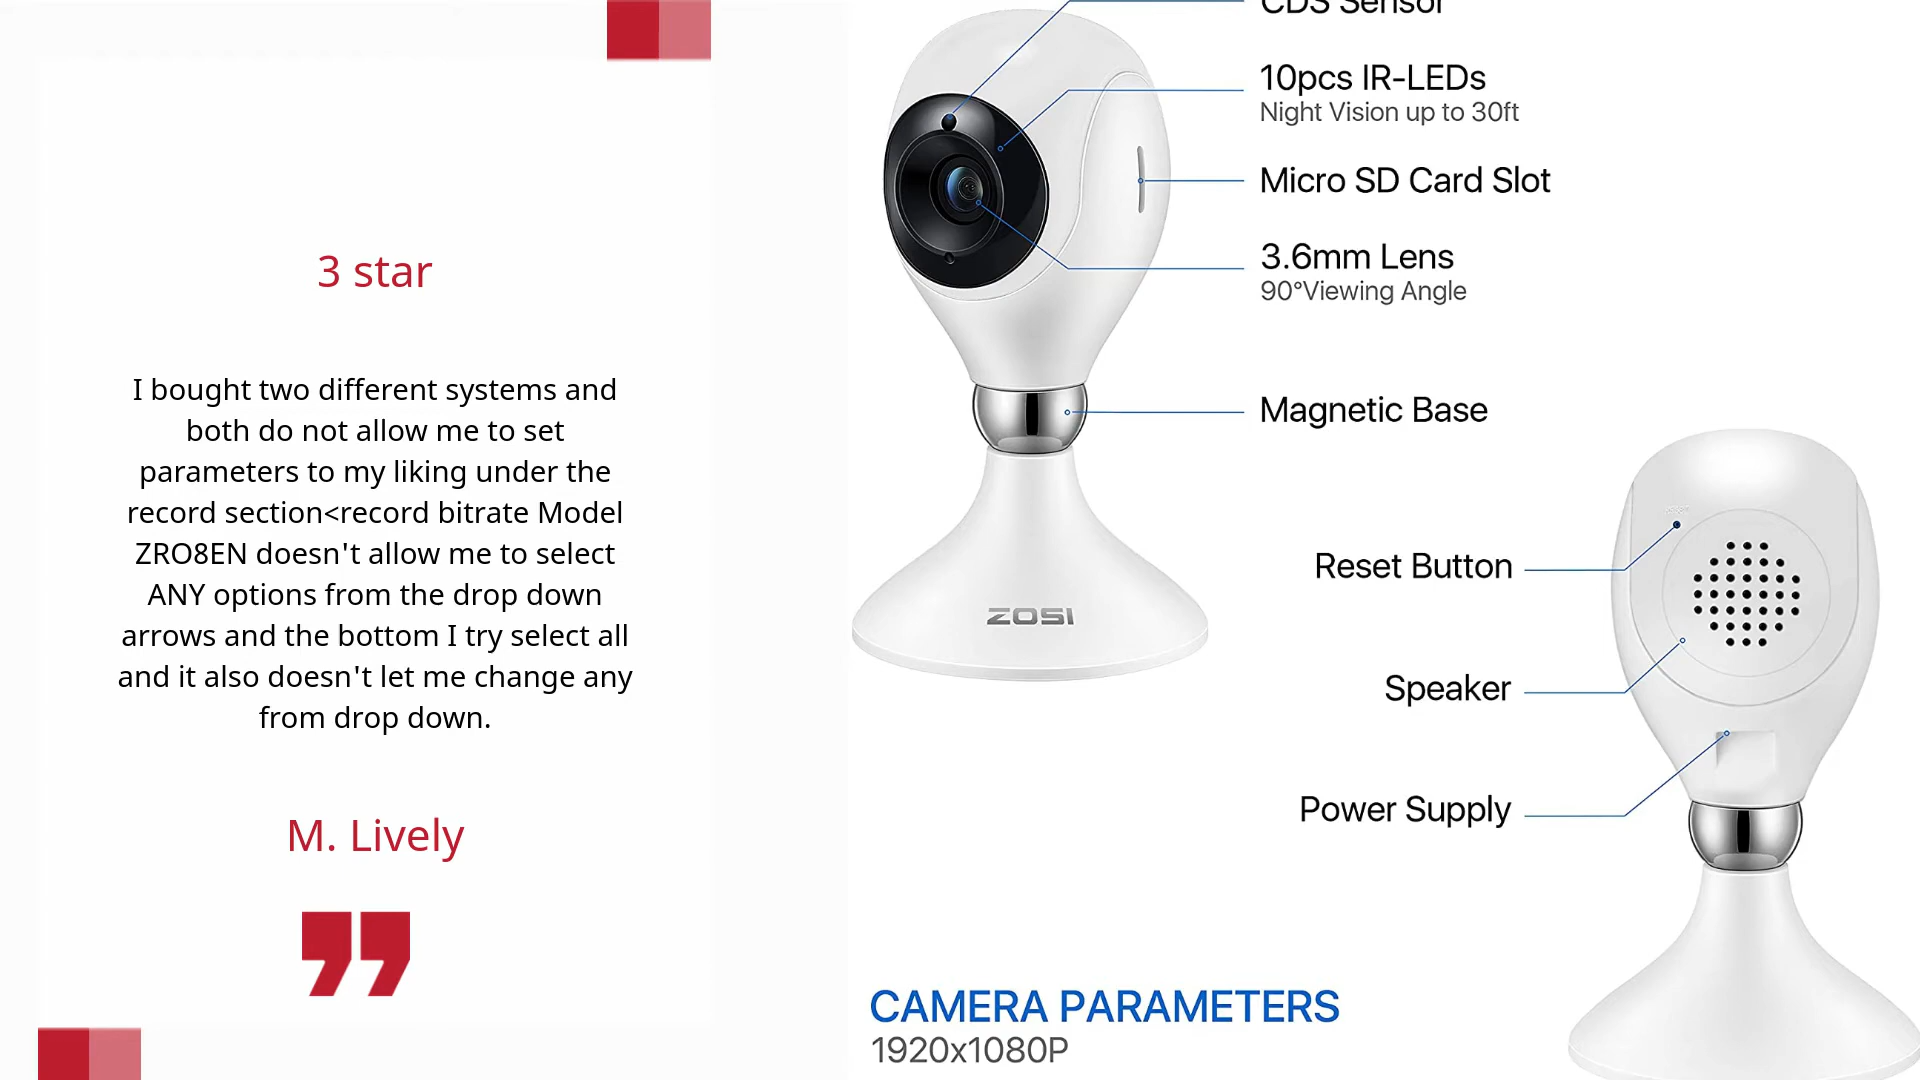 3 star
I bought two different systems and
both do not allow me to set
parameters to my liking under the
record section<record bitrate Model
ZRO8EN doesn't allow me to select
ANY options from the drop down
arrows and the bottom I try select all
and it also doesn't let me change any
from drop down.
M. Lively
CDS Sensor
10pcs IR-LEDs
Night Vision up to 30ft
Micro SD Card Slot
3.6mm Lens
90°Viewing Angle
Magnetic Base
ZOSI
Reset Button
Speaker
Power Supply
CAMERA PARAMETERS
1920x1080P